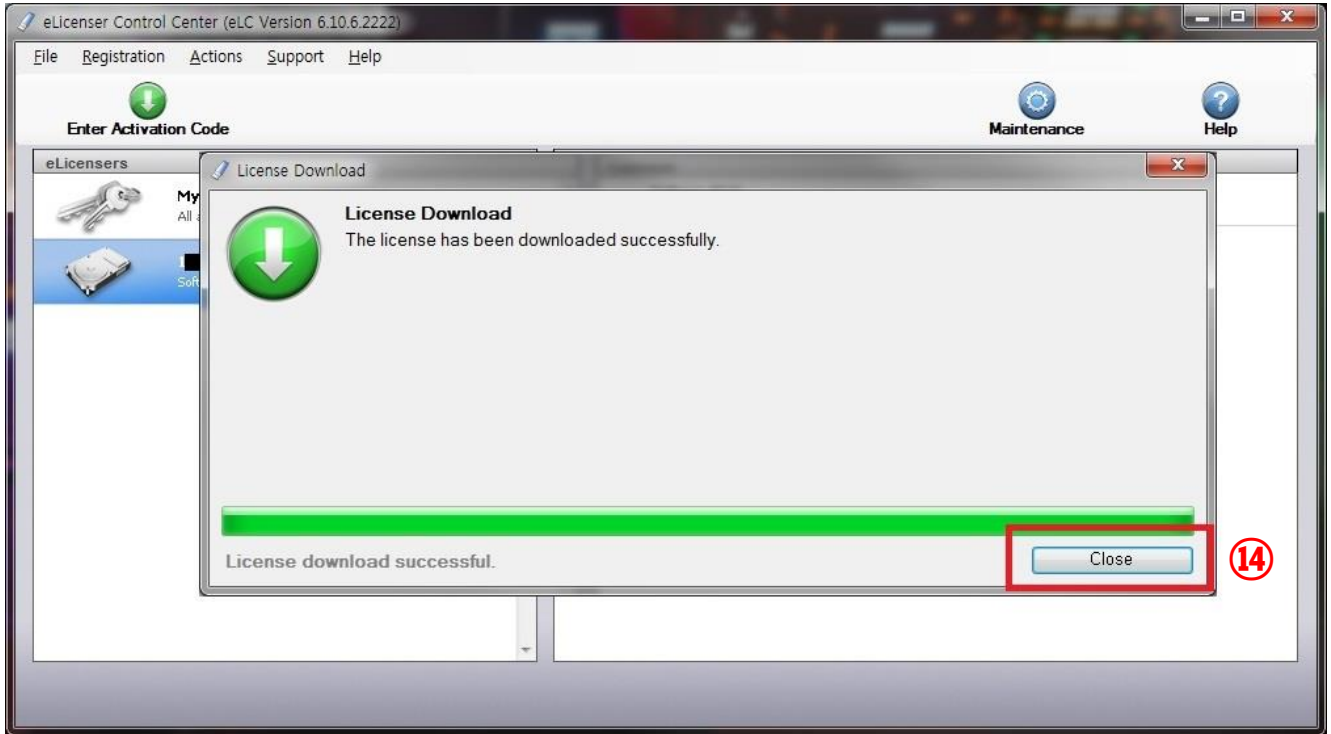 eLicenser Control Center (eLC Version 6.10.6.2222)
File Registration Actions Support Help
Enter Activation Code
Maintenance
Help
eLicensers
My
All
Soft
License Download
License Download
The license has been downloaded successfully.
License download successful.
Close
⑭